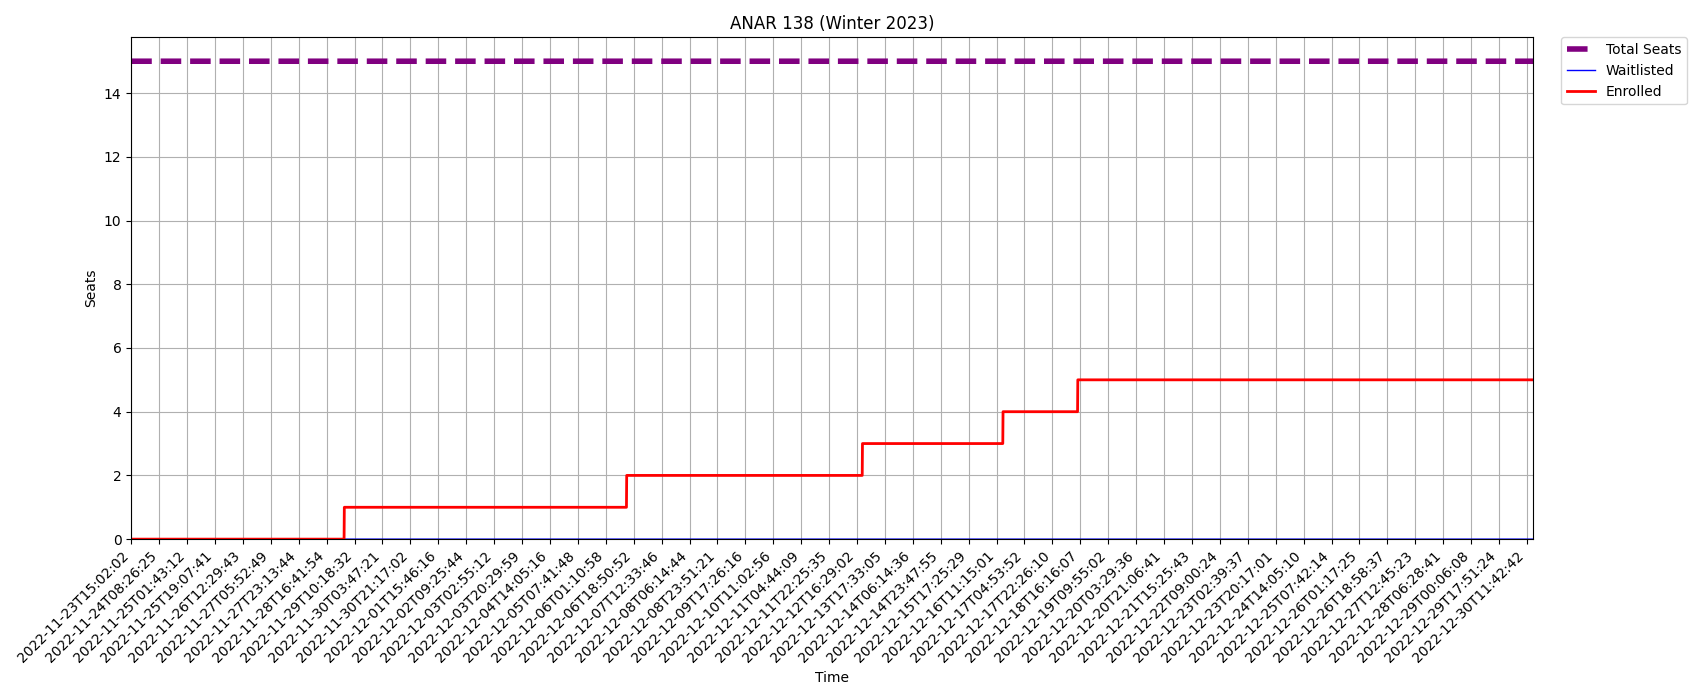 ANAR 138 (Winter 2023)
Total Seats
Waitlisted
Enrolled
Seats
14
12
10
8
6
4
2
0
2022-11-23T15:02:02
2022-11-24T08:26:25
2022-11-25T01:43:12
2022-11-25T19:07:41
2022-11-26T12:29:43
2022-11-27T05:52:49
2022-11-27T23:13:44
2022-11-28T16:41:54
2022-11-29T10:18:32
2022-11-30T03:47:21
2022-11-30T21:17:02
2022-12-01T15:46:16
2022-12-02T09:25:44
2022-12-03T02:55:12
2022-12-03T20:29:59
2022-12-04T14:05:16
2022-12-05T07:41:48
2022-12-06T01:10:58
2022-12-06T18:50:52
2022-12-07T12:33:46
2022-12-08T06:14:44
2022-12-08T23:51:21
2022-12-09T17:26:16
2022-12-10T11:02:56
2022-12-11T04:44:09
2022-12-11T22:25:35
2022-12-12T16:29:02
2022-12-13T17:33:05
2022-12-14T06:14:36
2022-12-14T23:47:55
2022-12-15T17:25:29
2022-12-16T11:15:01
2022-12-17T04:53:52
2022-12-17T22:26:10
2022-12-18T16:16:07
2022-12-19T09:55:02
2022-12-20T03:29:36
2022-12-20T21:06:41
2022-12-21T15:25:43
2022-12-22T09:00:24
2022-12-23T02:39:37
2022-12-23T20:17:01
2022-12-24T14:05:10
2022-12-25T07:42:14
2022-12-26T01:17:25
2022-12-26T18:58:37
2022-12-27T12:45:23
2022-12-28T06:28:41
2022-12-29T00:06:08
2022-12-29T17:51:24
2022-12-30T11:42:42
Time